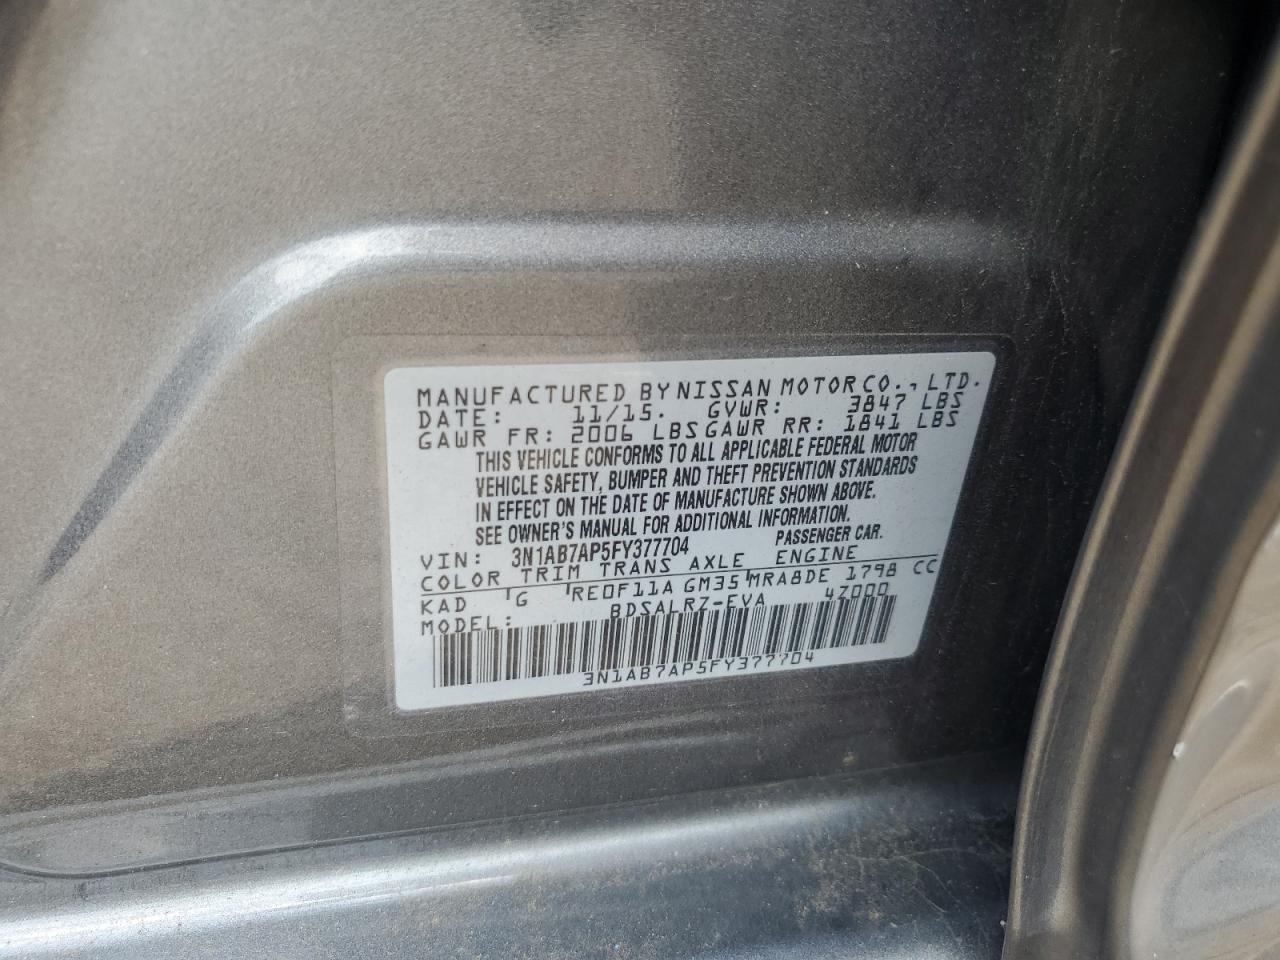 MANUFACTURED BY NISSAN MOTOR CO., LTD.
DATE: 11/15. GVWR: 3847 LBS
GAWR FR: 2006 LBS GAWR RR: 1841 LBS
THIS VEHICLE CONFORMS TO ALL APPLICABLE FEDERAL MOTOR
VEHICLE SAFETY, BUMPER AND THEFT PREVENTION STANDARDS
IN EFFECT ON THE DATE OF MANUFACTURE SHOWN ABOVE.
SEE OWNER'S MANUAL FOR ADDITIONAL INFORMATION.
VIN: 3N1AB7AP5FY377704 PASSENGER CAR.
COLOR TRIM TRANS AXLE ENGINE
KAD G RE0F11A GM35 MRA8DE 1798 CC
MODEL: BDSALRZ-EVA 4Z000
3N1AB7AP5FY377704